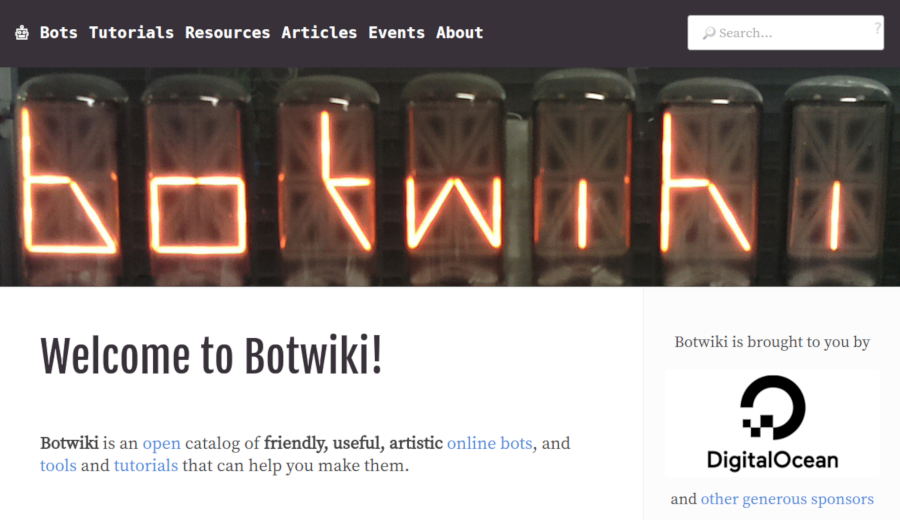 Bots Tutorials Resources Articles Events About
Search...
?
botwiki
Welcome to Botwiki!
Botwiki is an open catalog of friendly, useful, artistic online bots, and
tools and tutorials that can help you make them.
Botwiki is brought to you by
DigitalOcean
and other generous sponsors